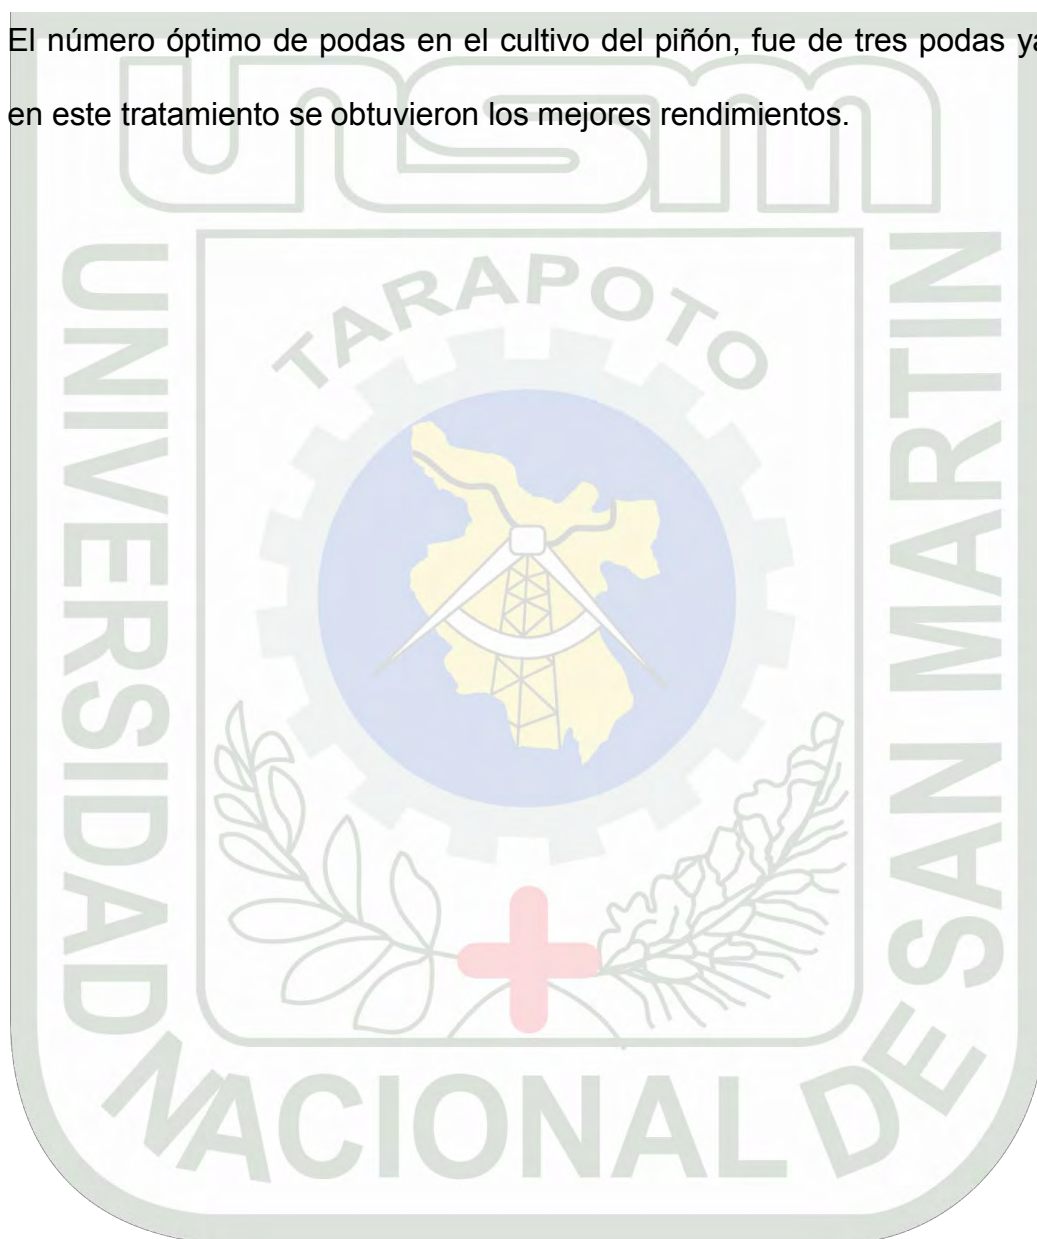 El número óptimo de podas en el cultivo del piñón, fue de tres podas ya
en este tratamiento se obtuvieron los mejores rendimientos.
unsm
TARAPOTO
UNIVERSIDAD NACIONAL DE SAN MARTIN